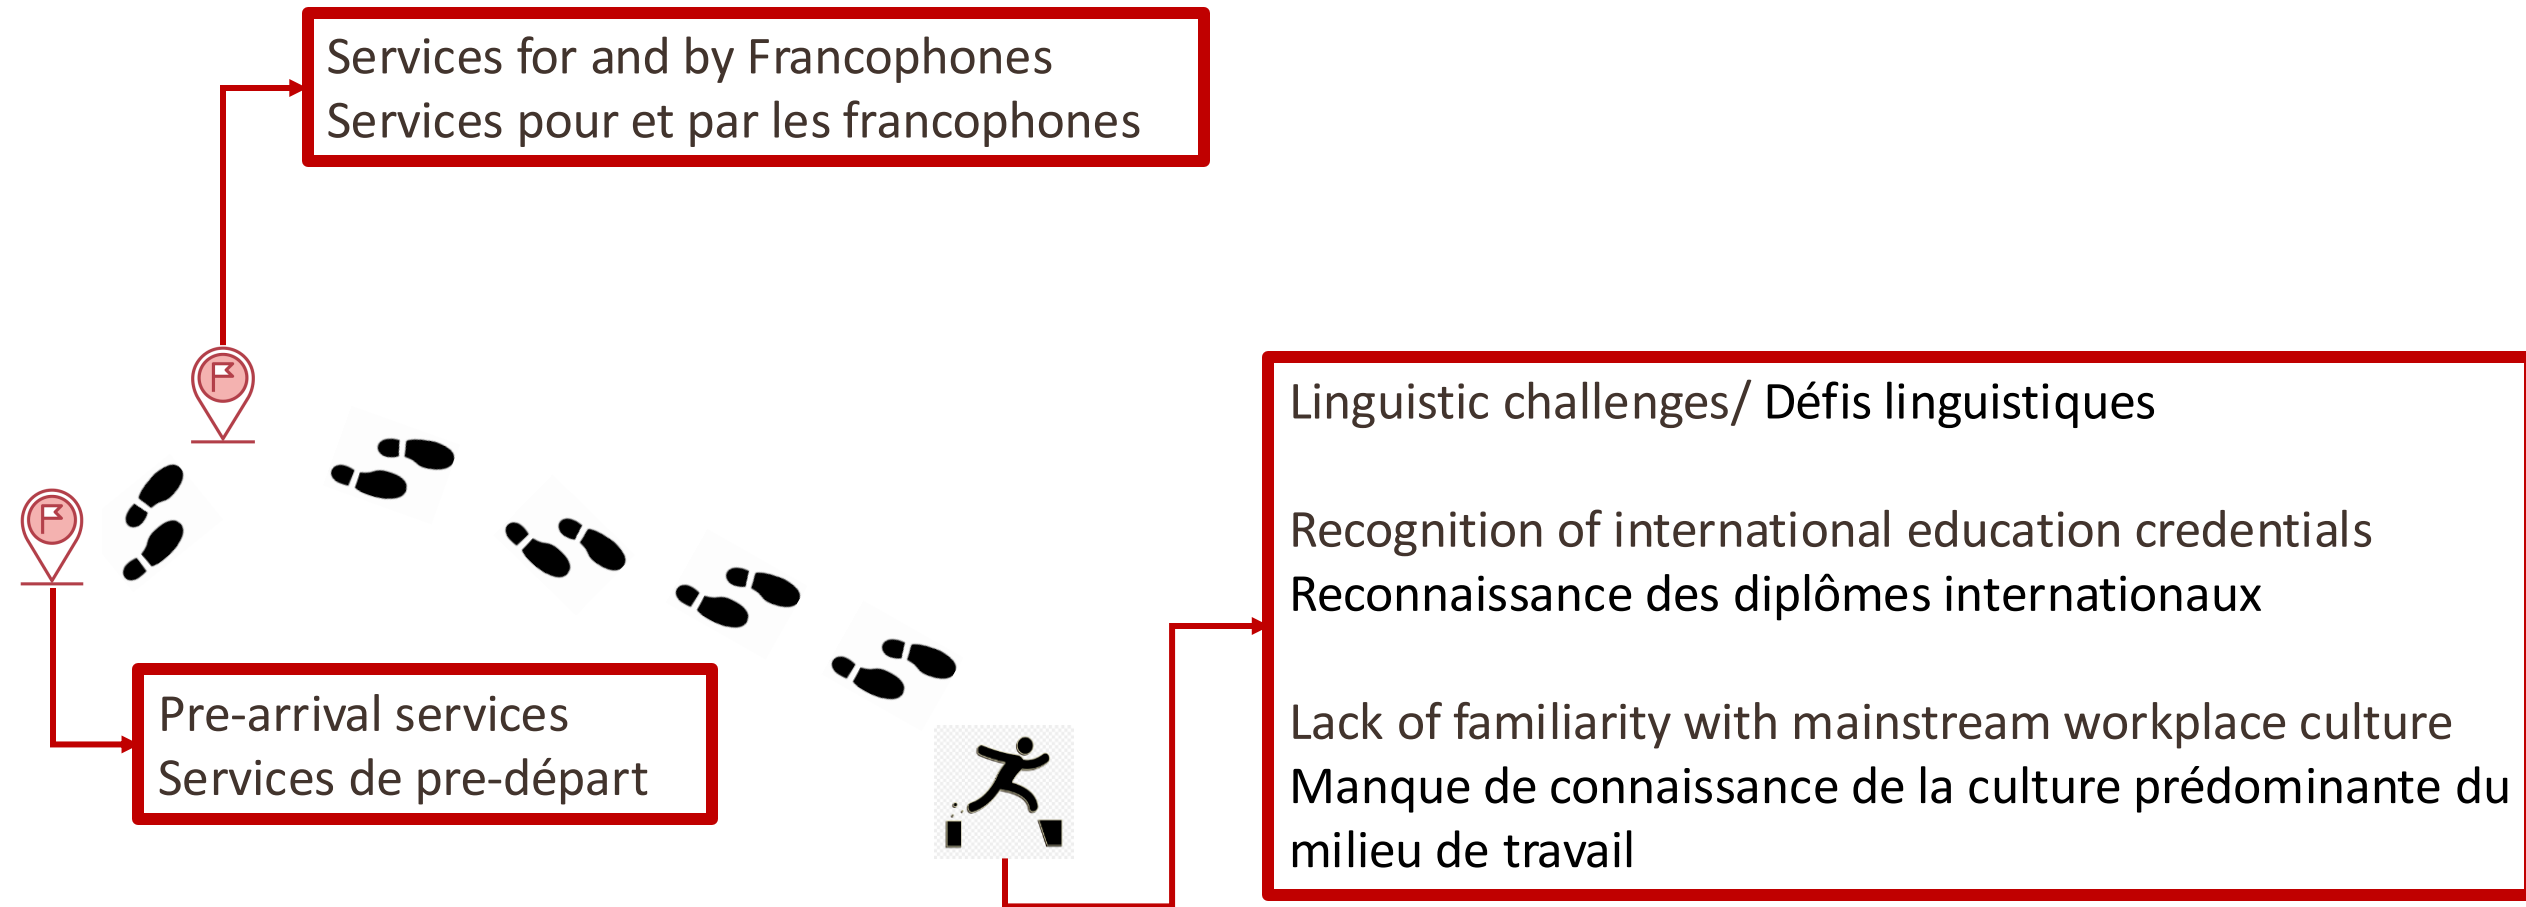 Services for and by Francophones
Services pour et par les francophones
Linguistic challenges/ Défis linguistiques
Recognition of international education credentials
Reconnaissance des diplômes internationaux
Lack of familiarity with mainstream workplace culture
Manque de connaissance de la culture prédominante du
milieu de travail
Pre-arrival services
Services de pre-départ